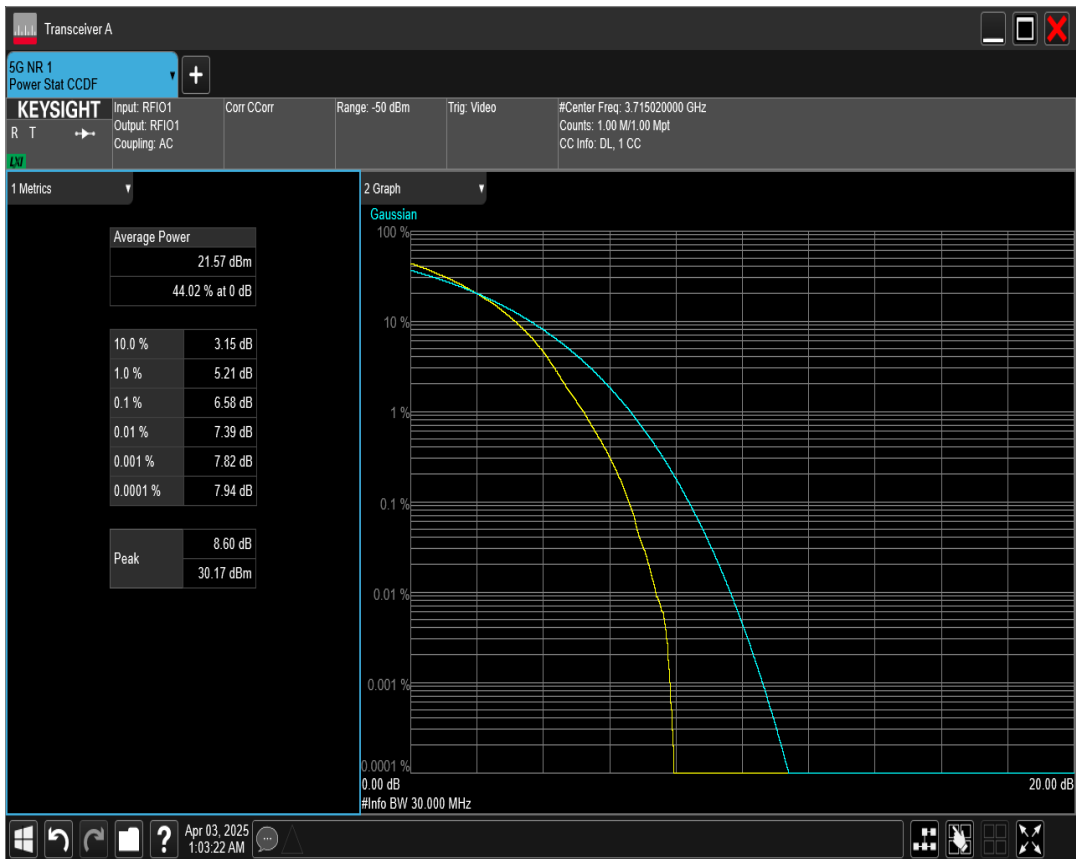 Transceiver A
5G NR 1
Power Stat CCDF
KEYSIGHT
R T
LXI
Input: RFIO1
Output: RFIO1
Coupling: AC
Corr CCorr
Range: -50 dBm
Trig: Video
#Center Freq: 3.715020000 GHz
Counts: 1.00 M/1.00 Mpt
CC Info: DL, 1 CC
1 Metrics
Average Power
21.57 dBm
44.02 % at 0 dB
10.0 % 3.15 dB
1.0 % 5.21 dB
0.1 % 6.58 dB
0.01 % 7.39 dB
0.001 % 7.82 dB
0.0001 % 7.94 dB
Peak
8.60 dB
30.17 dBm
2 Graph
Gaussian
100 %
10 %
1 %
0.1 %
0.01 %
0.001 %
0.0001 %
0.00 dB 20.00 dB
#Info BW 30.000 MHz
Apr 03, 2025
1:03:22 AM